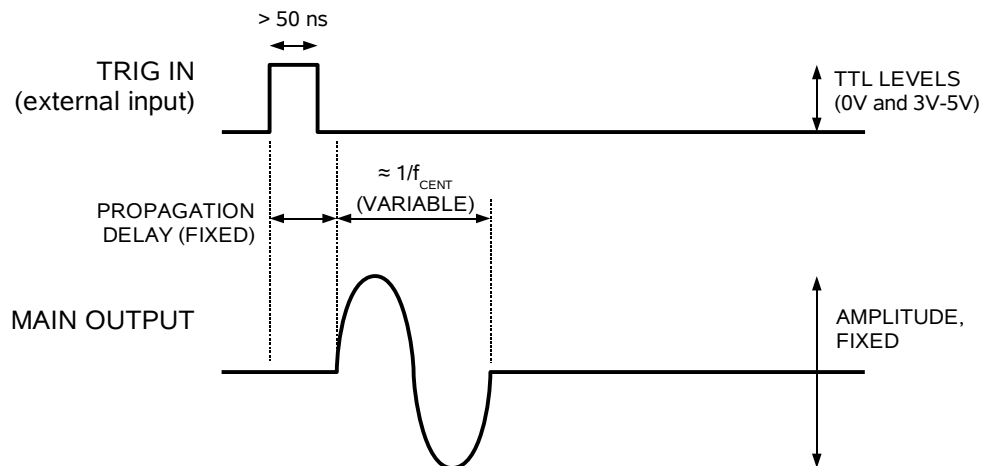 > 50 ns
TRIG IN
(external input)
TTL LEVELS
(0V and 3V-5V)
≈ 1/fCENT
(VARIABLE)
PROPAGATION
DELAY (FIXED)
MAIN OUTPUT
AMPLITUDE,
FIXED